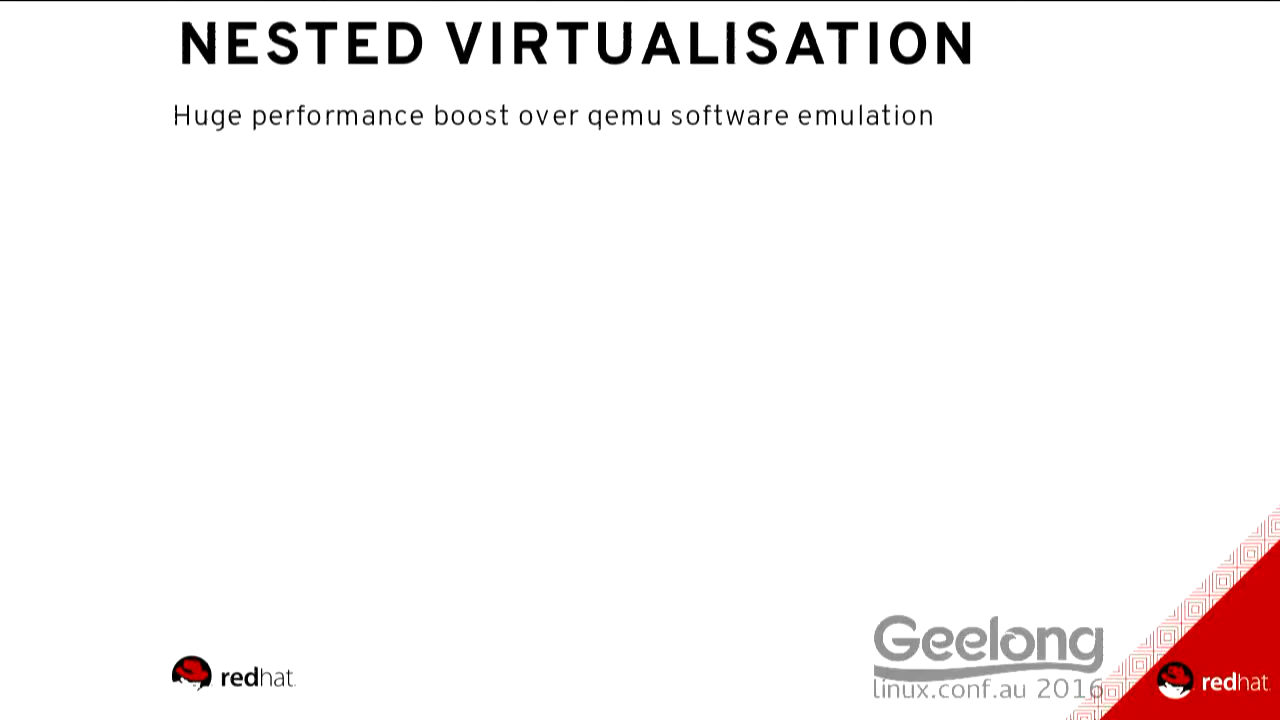 NESTED VIRTUALISATION
Huge performance boost over qemu software emulation
Geelong
linux.conf.au 2016
redhat.
redhat.